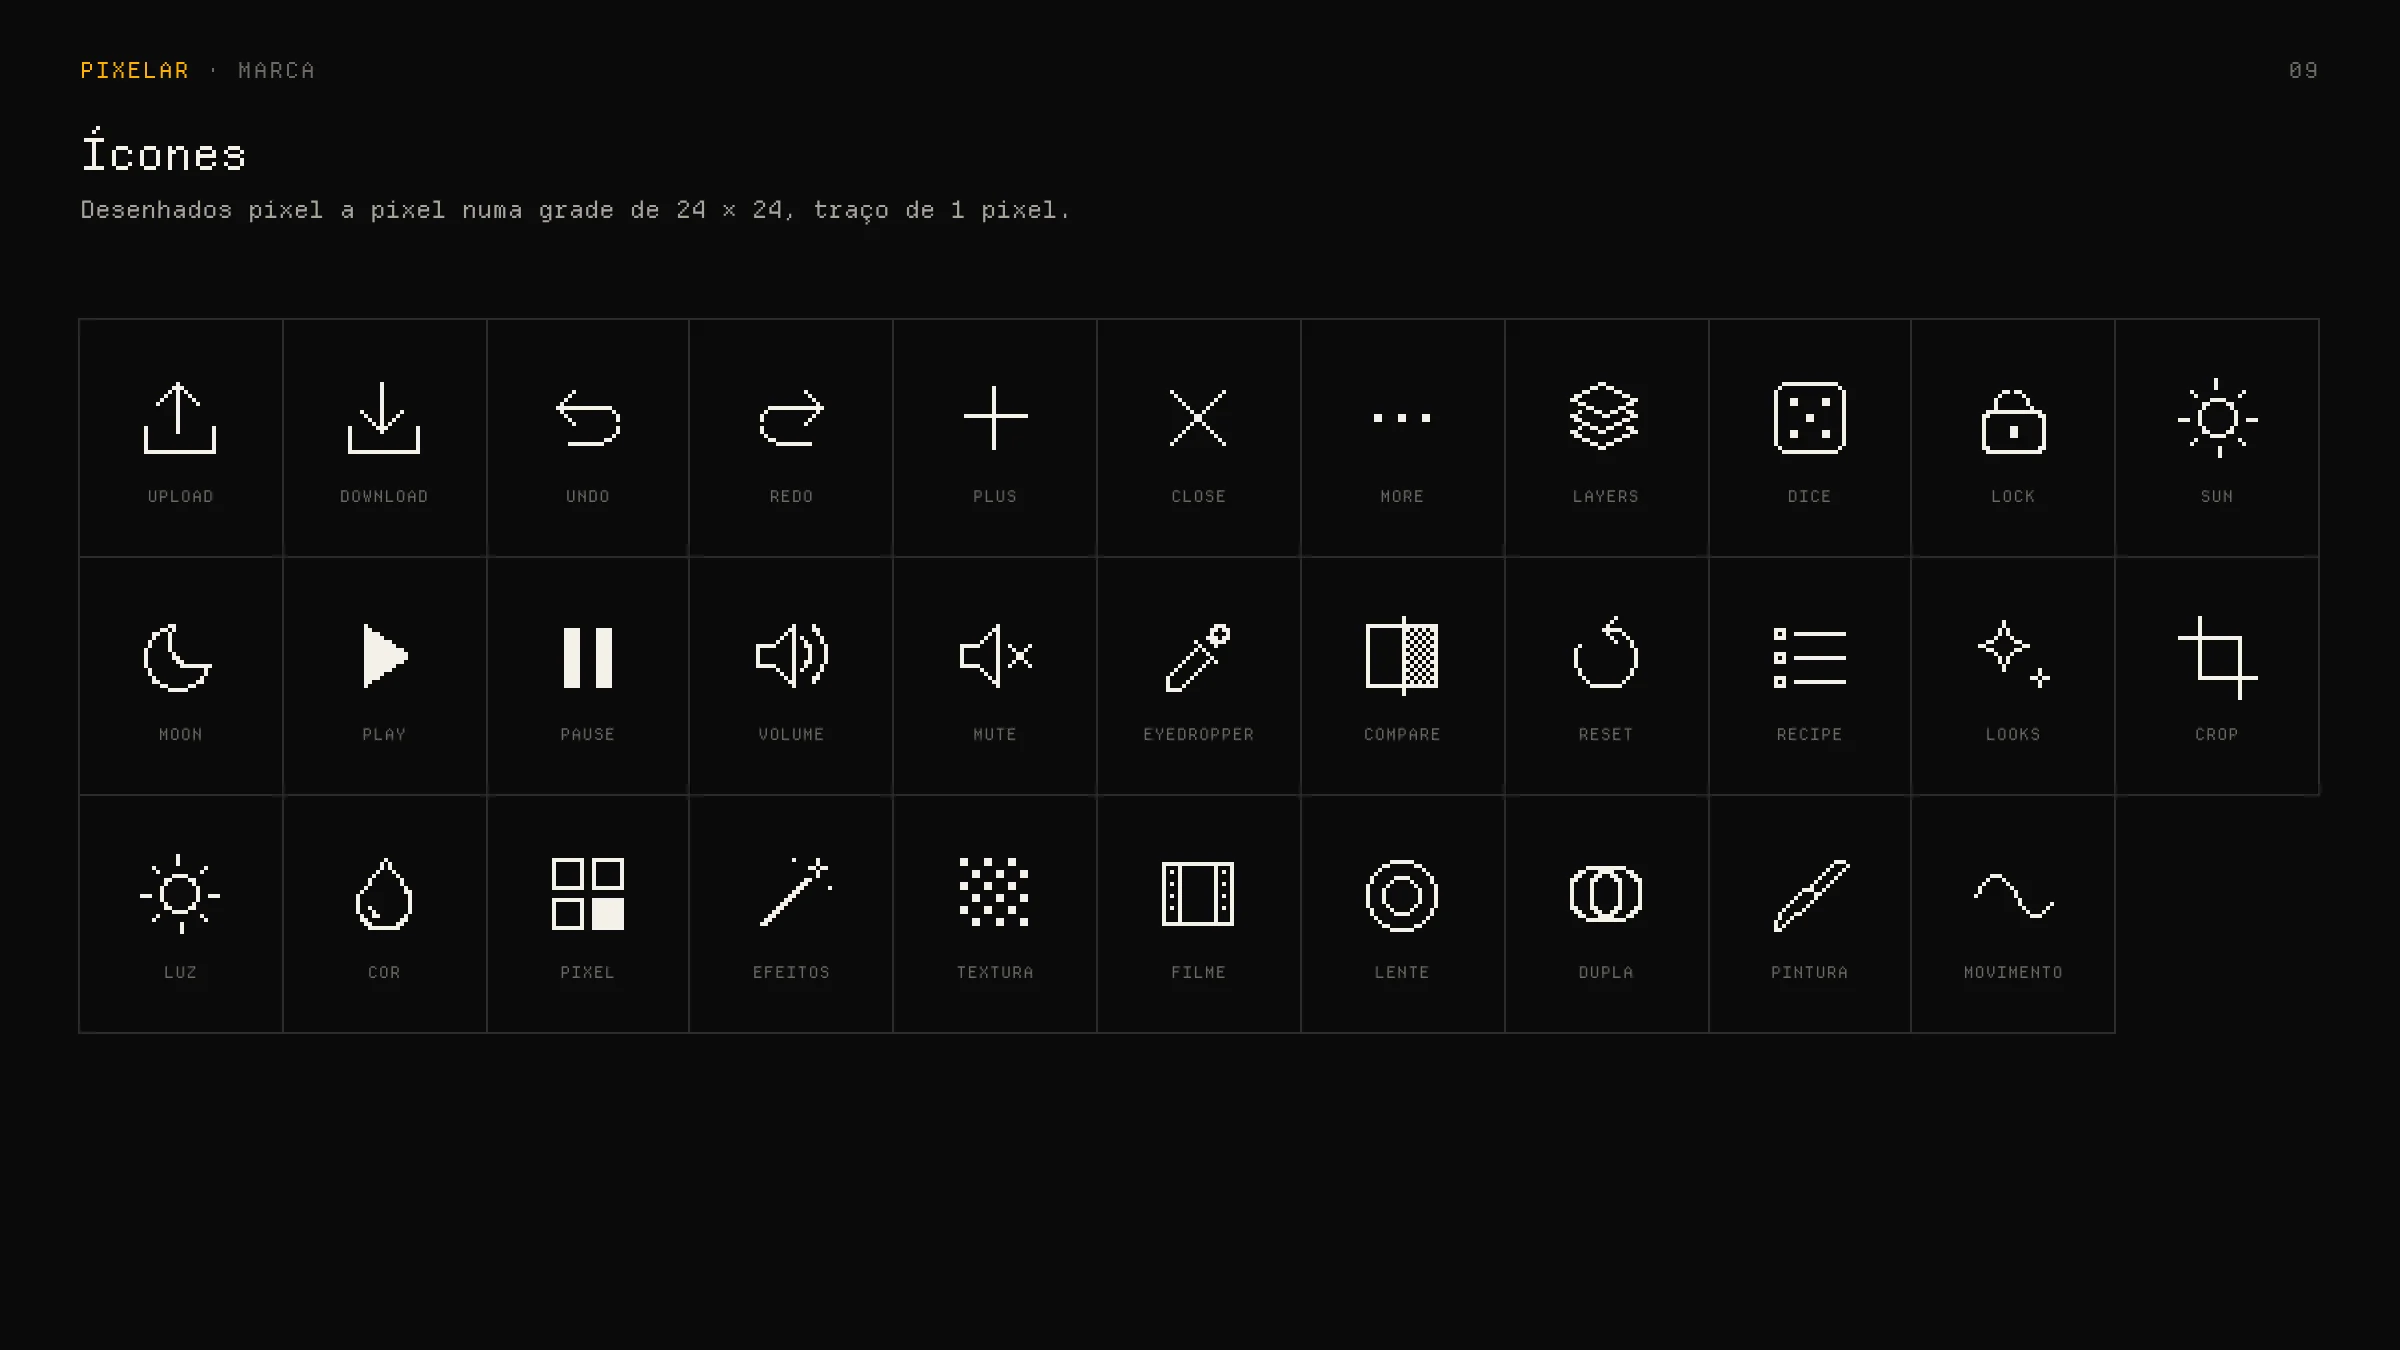 PIXELAR · MARCA
09
Ícones
Desenhados pixel a pixel numa grade de 24 × 24, traço de 1 pixel.
UPLOAD DOWNLOAD UNDO REDO PLUS CLOSE MORE LAYERS DICE LOCK SUN
MOON PLAY PAUSE VOLUME MUTE EYEDROPPER COMPARE RESET RECIPE LOOKS CROP
LUZ COR PIXEL EFEITOS TEXTURA FILME LENTE DUPLA PINTURA MOVIMENTO